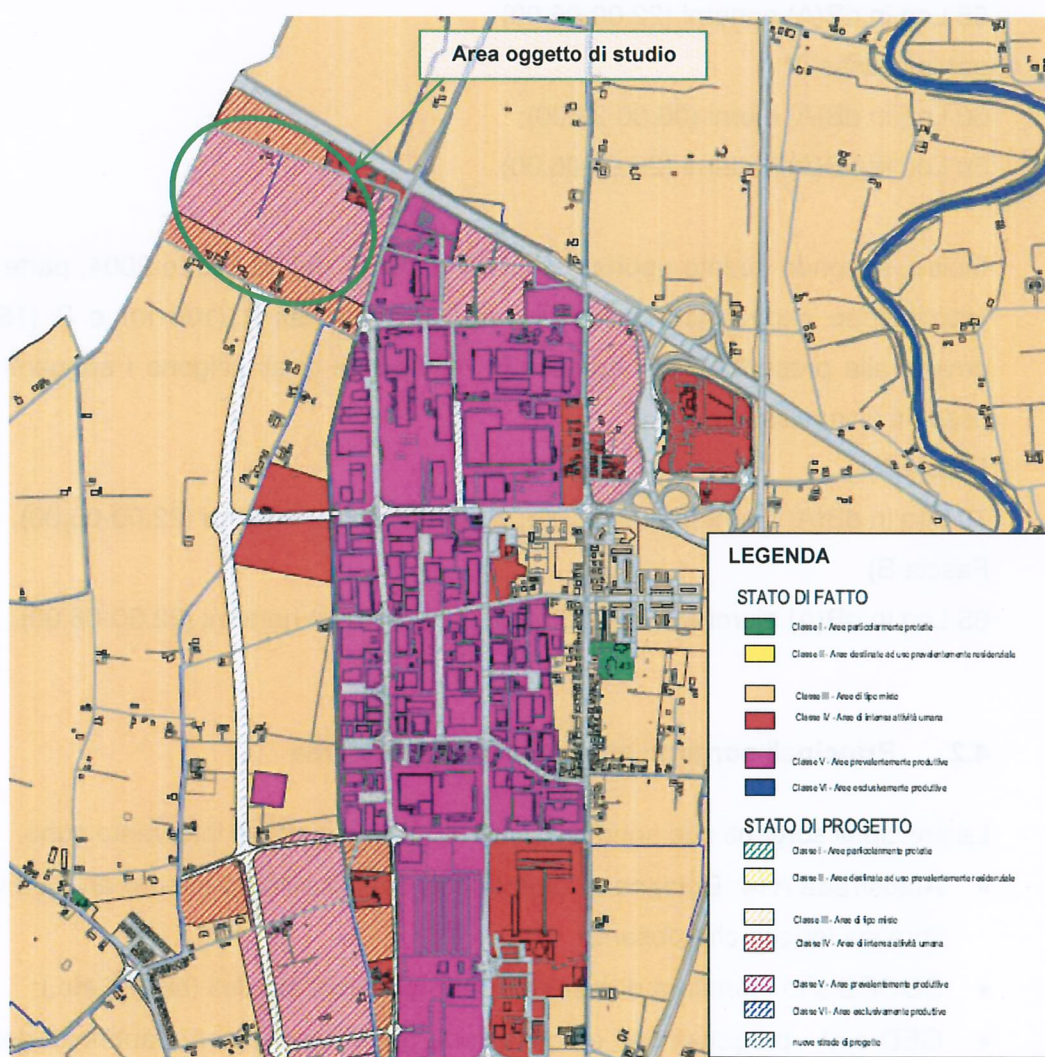 Area oggetto di studio
LEGENDA
STATO DI FATTO
Classe I - Aree particolarmente protette
Classe II - Aree destinate ad uso prevalentemente residenziale
Classe III - Aree di tipo misto
Classe IV - Aree di intensa attività umana
Classe V - Aree prevalentemente produttive
Classe VI - Aree esclusivamente produttive
STATO DI PROGETTO
Classe I - Aree particolarmente protette
Classe II - Aree destinate ad uso prevalentemente residenziale
Classe III - Aree di tipo misto
Classe IV - Aree di intensa attività umana
Classe V - Aree prevalentemente produttive
Classe VI - Aree esclusivamente produttive
nuove strade di progetto